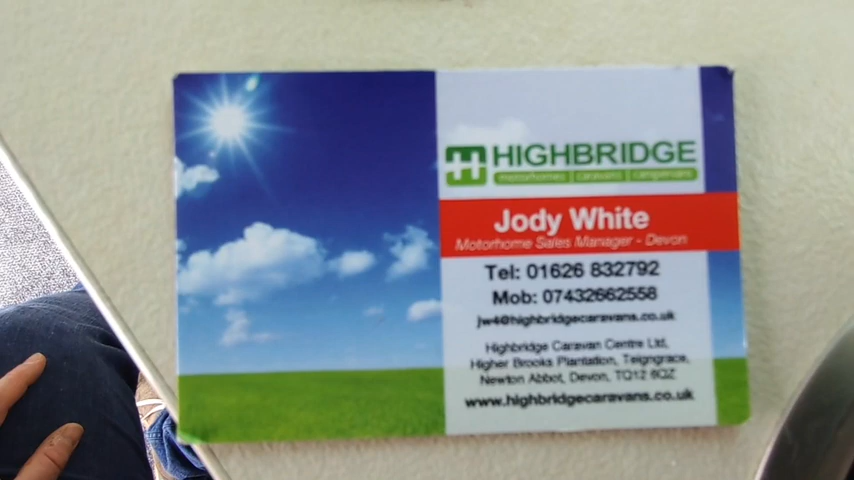 HIGHBRIDGE
motorhomes | caravans | campervans
Jody White
Motorhome Sales Manager - Devon
Tel: 01626 832792
Mob: 07432662558
jw4@highbridgecaravans.co.uk
Highbridge Caravan Centre Ltd,
Higher Brooks Plantation, Teigngrace,
Newton Abbot, Devon, TQ12 6QZ
www.highbridgecaravans.co.uk